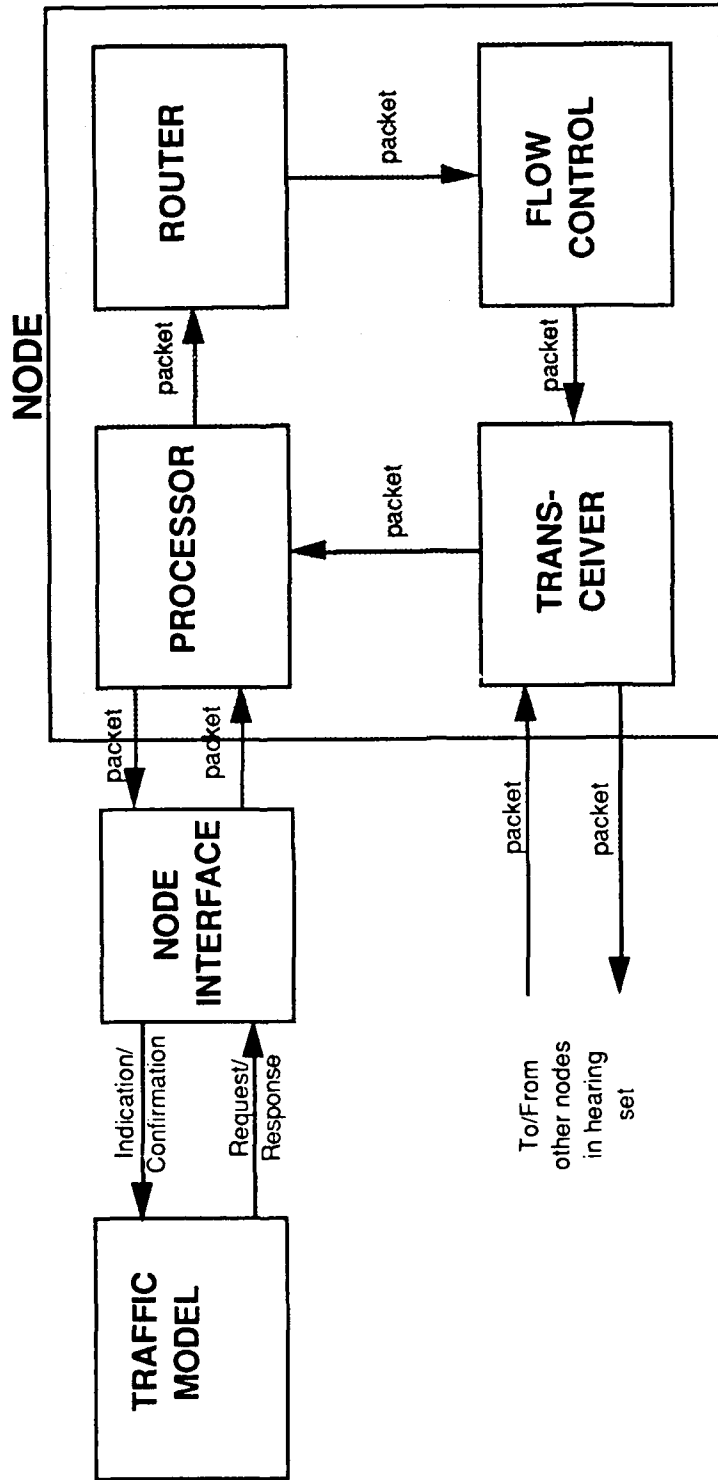 NODE
TRAFFIC
MODEL
Indication/
Confirmation
Request/
Response
NODE
INTERFACE
packet
packet
PROCESSOR
packet
ROUTER
packet
packet
To/From
other nodes
in hearing
set
packet
packet
TRANS-
CEIVER
packet
FLOW
CONTROL